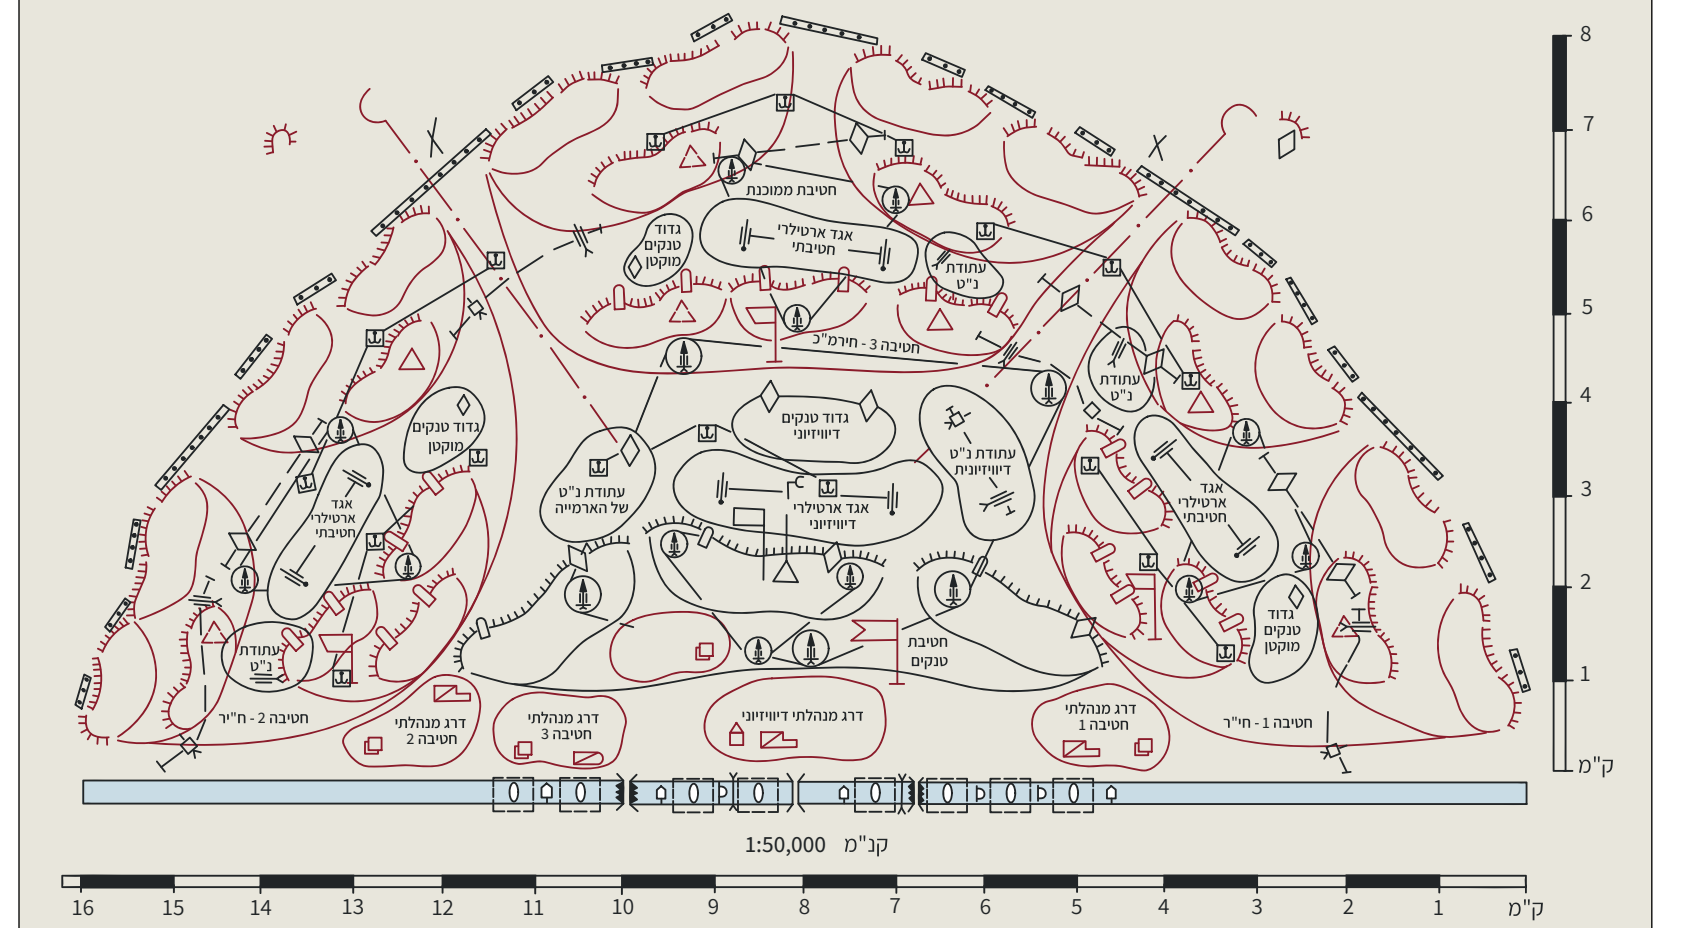 8
7
6
5
4
3
2
1
ק"מ
חטיבת ממוכנת
גדוד
טנקים
מוקטן
אגד ארטילרי
חטיבתי
עתודת
נ"ט
חטיבה 3 - חירמ"כ
עתודת
נ"ט
גדוד טנקים
מוקטן
גדוד טנקים
דיוויזיוני
עתודת נ"ט
דיוויזיונית
עתודת נ"ט
של הארמייה
אגד ארטילרי
דיוויזיוני
אגד
ארטילרי
חטיבתי
אגד
ארטילרי
חטיבתי
גדוד
טנקים
מוקטן
עתודת
נ"ט
חטיבת
טנקים
חטיבה 2 - ח"יר
דרג מנהלתי
חטיבה 2
דרג מנהלתי
חטיבה 3
דרג מנהלתי דיוויזיוני
דרג מנהלתי
חטיבה 1
חטיבה 1 - חי"ר
קנ"מ 1:50,000
16 15 14 13 12 11 10 9 8 7 6 5 4 3 2 1 ק"מ